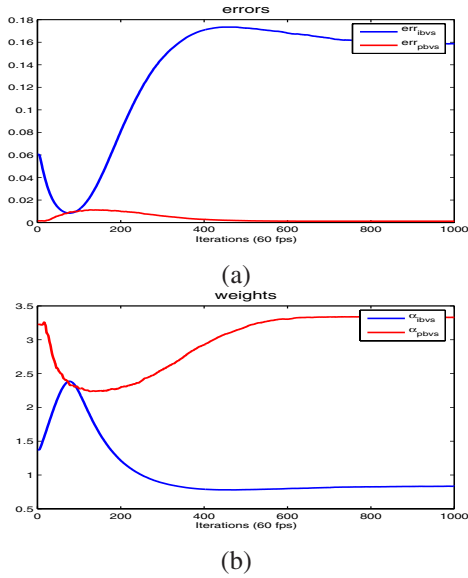 errors
0.18
0.16
0.14
0.12
0.1
0.08
0.06
0.04
0.02
0
err_ibvs
err_pbvs
0 200 400 600 800 1000
Iterations (60 fps)
(a)
weights
3.5
3
2.5
2
1.5
1
0.5
α_ibvs
α_pbvs
0 200 400 600 800 1000
Iterations (60 fps)
(b)